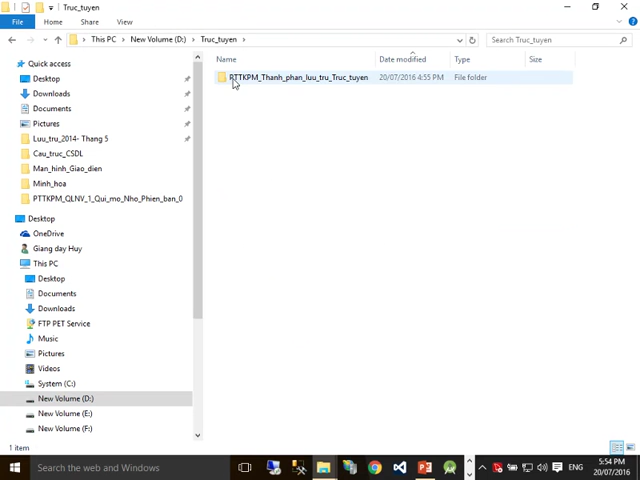 Truc_tuyen
File Home Share View
This PC > New Volume (D:) > Truc_tuyen >
Search Truc_tuyen
Name Date modified Type Size
PTTKPM_Thanh_phan_luu_tru_Truc_tuyen 20/07/2016 4:55 PM File folder
Quick access
Desktop
Downloads
Documents
Pictures
Luu_tru_2014- Thang 5
Cau_truc_CSDL
Man_hinh_Giao_dien
Minh_hoa
PTTKPM_QLNV_1_Qui_mo_Nho_Phien_ban_0
Desktop
OneDrive
Giang day Huy
This PC
Desktop
Documents
Downloads
FTP PET Service
Music
Pictures
Videos
System (C:)
New Volume (D:)
New Volume (E:)
New Volume (F:)
1 item
Search the web and Windows
ENG
5:54 PM
20/07/2016